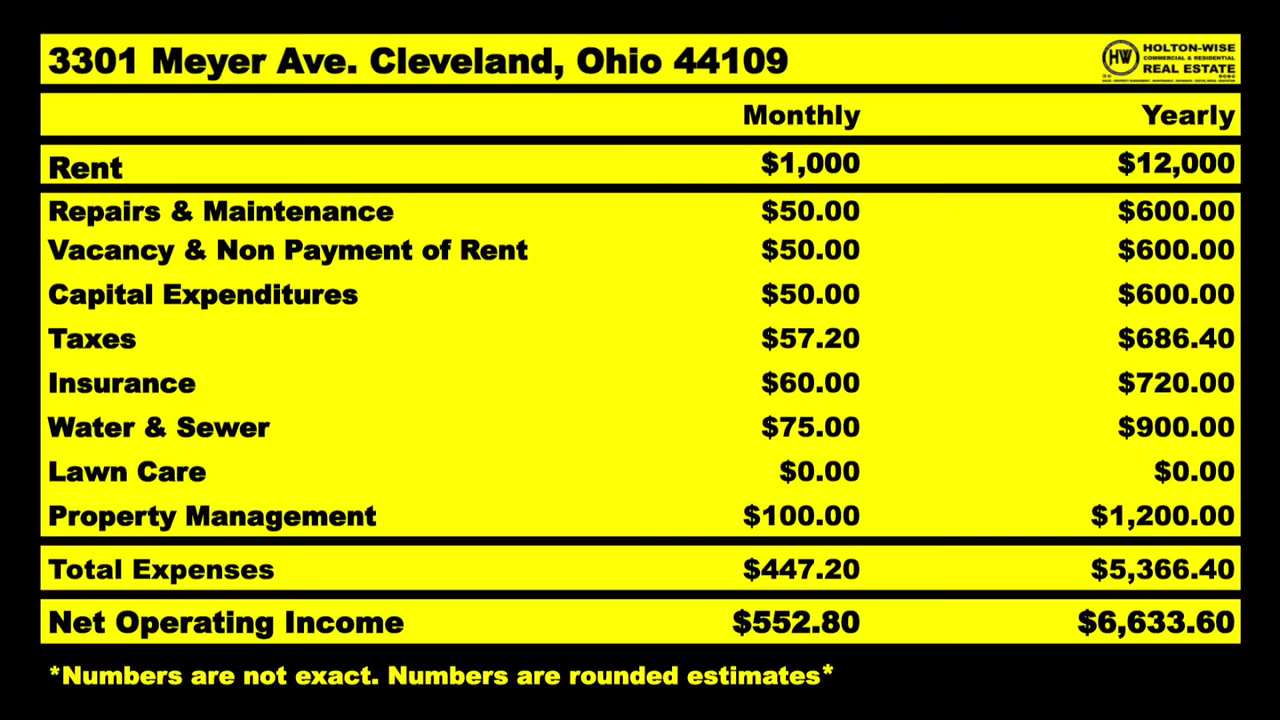 3301 Meyer Ave. Cleveland, Ohio 44109
HW
HOLTON-WISE
COMMERCIAL & RESIDENTIAL
REAL ESTATE
Monthly Yearly
Rent $1,000 $12,000
Repairs & Maintenance $50.00 $600.00
Vacancy & Non Payment of Rent $50.00 $600.00
Capital Expenditures $50.00 $600.00
Taxes $57.20 $686.40
Insurance $60.00 $720.00
Water & Sewer $75.00 $900.00
Lawn Care $0.00 $0.00
Property Management $100.00 $1,200.00
Total Expenses $447.20 $5,366.40
Net Operating Income $552.80 $6,633.60
*Numbers are not exact. Numbers are rounded estimates*